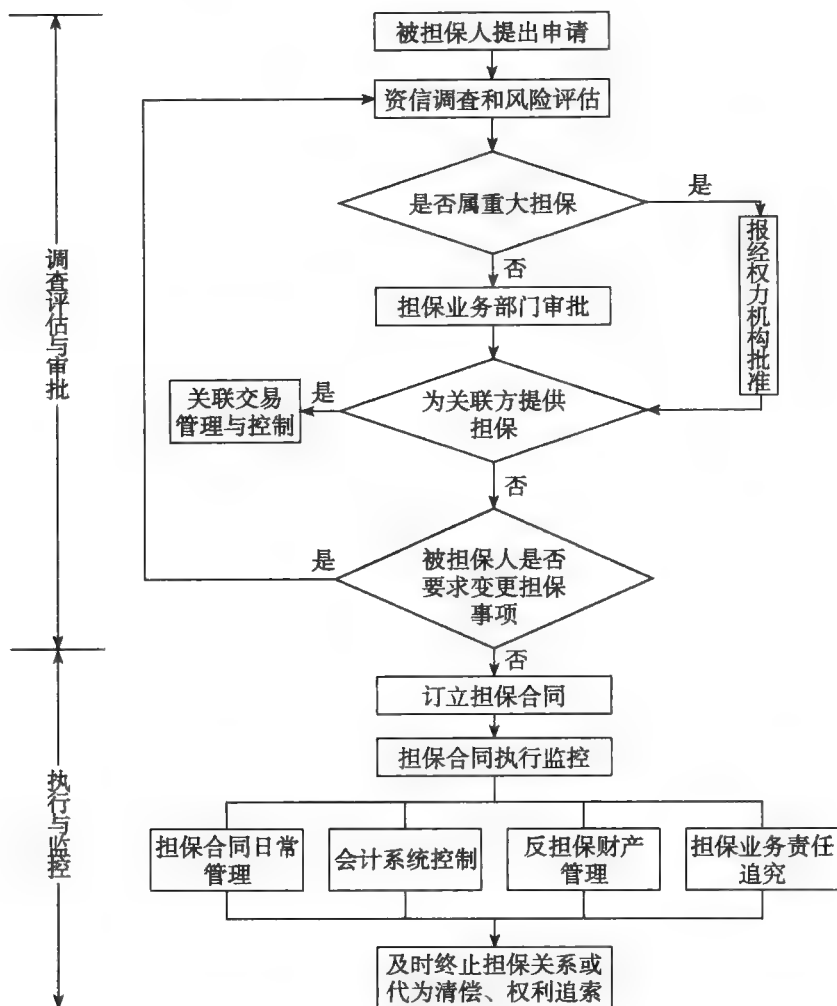 被担保人提出申请
资信调查和风险评估
是否属重大担保
是
报经权力机构批准
否
担保业务部门审批
调查评估与审批
关联交易
管理与控制
是
为关联方提供
担保
否
是
被担保人是否
要求变更担保
事项
否
订立担保合同
担保合同执行监控
执行与监控
担保合同日常
管理
会计系统控制
反担保财产
管理
担保业务责任
追究
及时终止担保关系或
代为清偿、权利追索